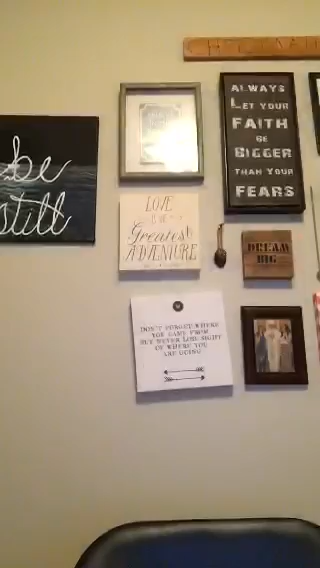 be
still
ALWAYS
LET YOUR
FAITH
BE
BIGGER
THAN YOUR
FEARS
LOVE
IS THE
Greatest
ADVENTURE
DREAM
BIG
DON'T FORGET WHERE
YOU CAME FROM
BUT NEVER LOSE SIGHT
OF WHERE YOU
ARE GOING